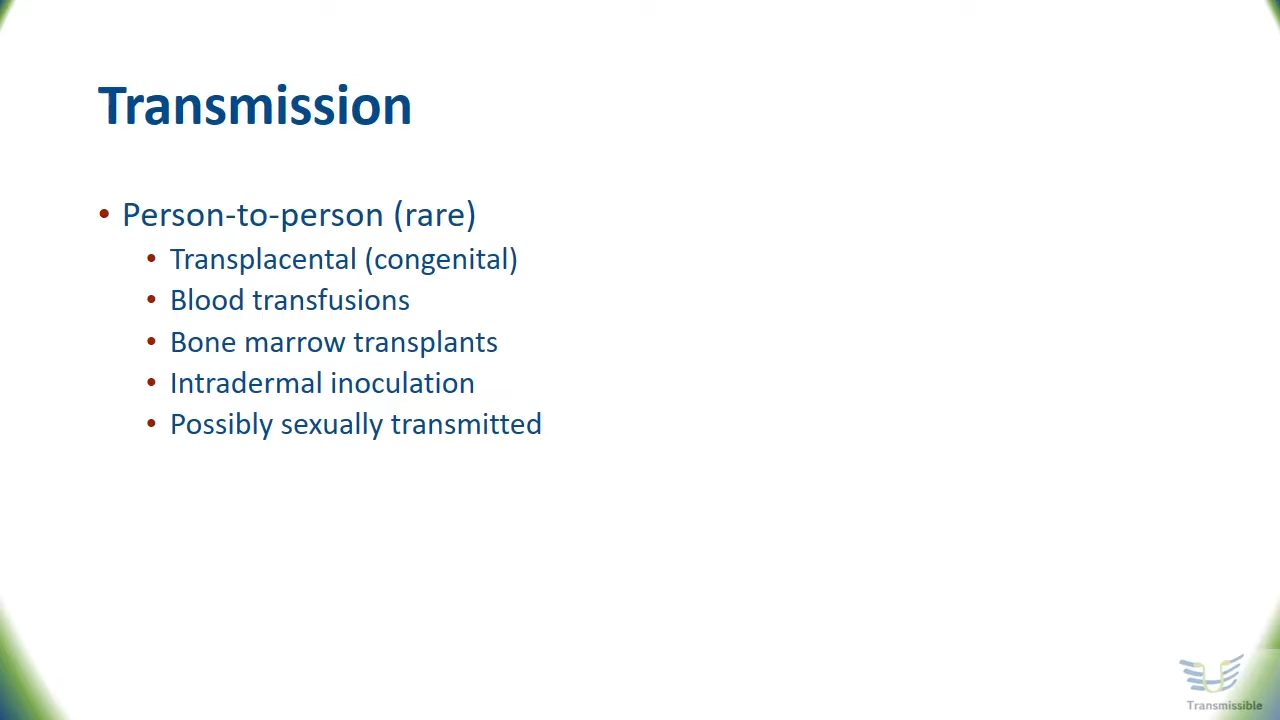 Transmission
• Person-to-person (rare)
• Transplacental (congenital)
• Blood transfusions
• Bone marrow transplants
• Intradermal inoculation
• Possibly sexually transmitted
Transmissible